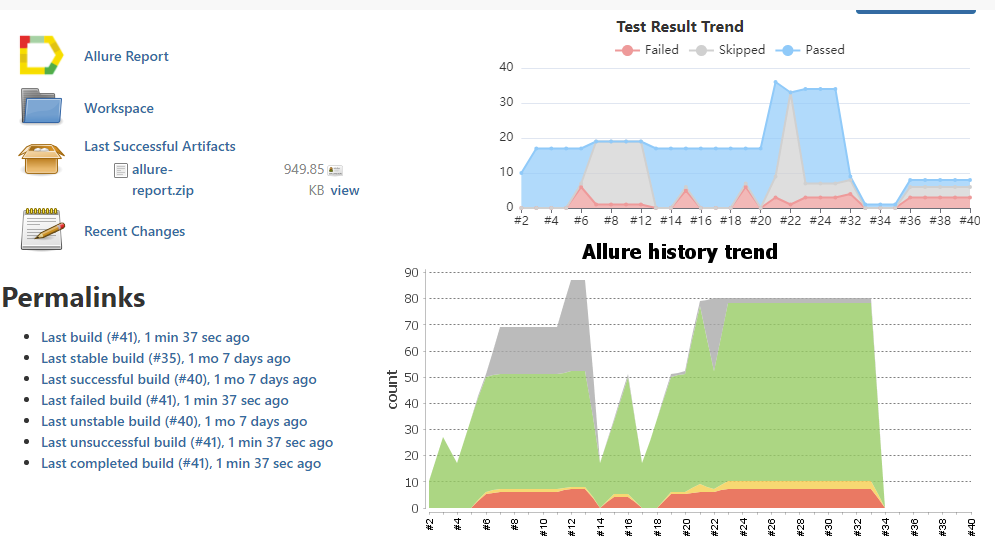 Allure Report
Workspace
Last Successful Artifacts
allure-
report.zip
949.85
KB view
Recent Changes
Permalinks
Last build (#41), 1 min 37 sec ago
Last stable build (#35), 1 mo 7 days ago
Last successful build (#40), 1 mo 7 days ago
Last failed build (#41), 1 min 37 sec ago
Last unstable build (#40), 1 mo 7 days ago
Last unsuccessful build (#41), 1 min 37 sec ago
Last completed build (#41), 1 min 37 sec ago
Test Result Trend
Failed Skipped Passed
40
30
20
10
0
#2 #4 #6 #8 #10 #12 #14 #16 #18 #20 #22 #24 #32 #34 #36 #38 #40
Allure history trend
count
90
80
70
60
50
40
30
20
10
0
#2 #4 #6 #8 #10 #12 #14 #16 #18 #20 #22 #24 #26 #28 #30 #32 #34 #36 #38 #40